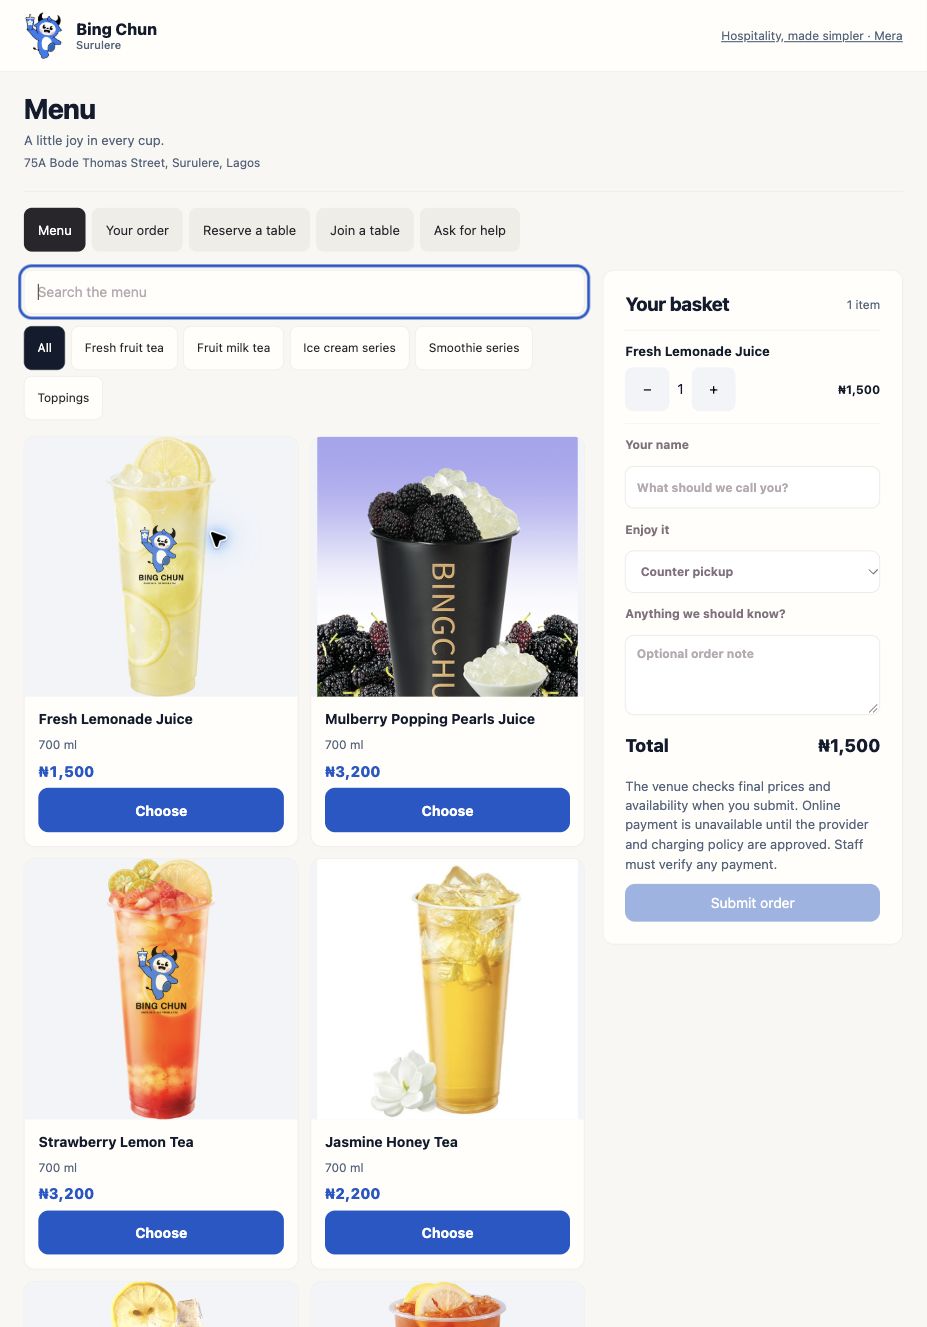 Bing Chun
Surulere
Hospitality, made simpler · Mera
Menu
A little joy in every cup.
75A Bode Thomas Street, Surulere, Lagos
Menu
Your order
Reserve a table
Join a table
Ask for help
Search the menu
All
Fresh fruit tea
Fruit milk tea
Ice cream series
Smoothie series
Toppings
BING CHUN
Fresh Lemonade Juice
700 ml
₦1,500
Choose
BINGCHU
Mulberry Popping Pearls Juice
700 ml
₦3,200
Choose
BING CHUN
Strawberry Lemon Tea
700 ml
₦3,200
Choose
Jasmine Honey Tea
700 ml
₦2,200
Choose
Your basket
1 item
Fresh Lemonade Juice
− 1 +
₦1,500
Your name
What should we call you?
Enjoy it
Counter pickup
Anything we should know?
Optional order note
Total
₦1,500
The venue checks final prices and
availability when you submit. Online
payment is unavailable until the provider
and charging policy are approved. Staff
must verify any payment.
Submit order